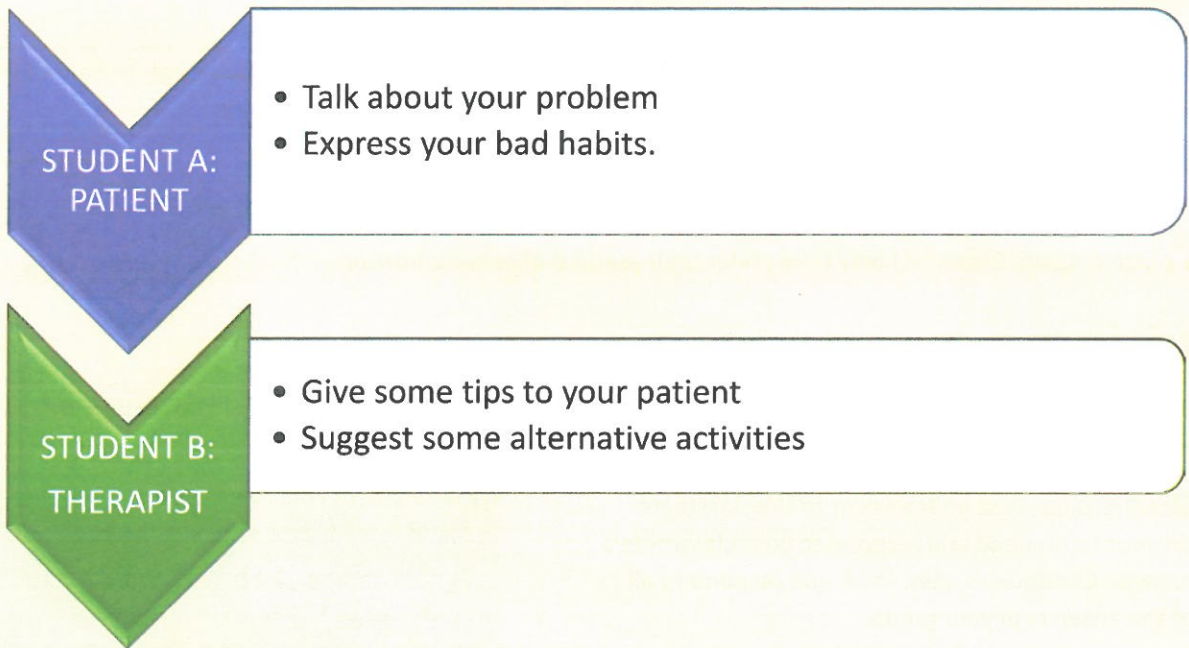 STUDENT A:
PATIENT
• Talk about your problem
• Express your bad habits.
STUDENT B:
THERAPIST
• Give some tips to your patient
• Suggest some alternative activities